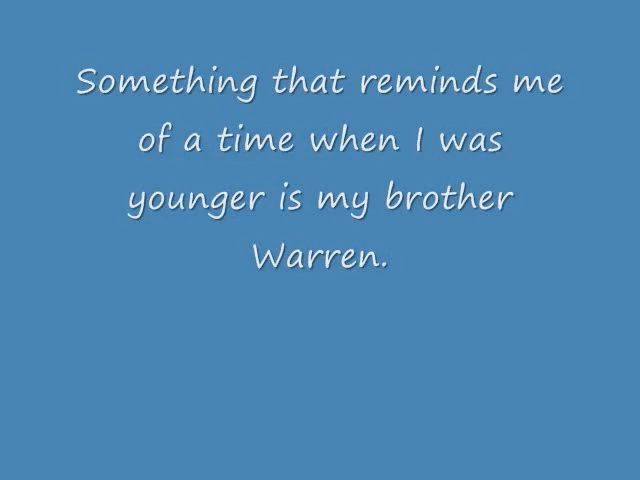 Something that reminds me
of a time when I was
younger is my brother
Warren.